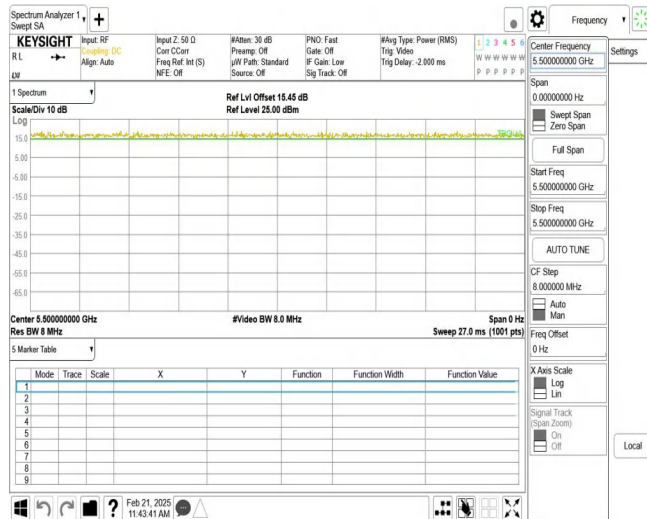 Spectrum Analyzer 1
Swept SA
Frequency
KEYSIGHT
R L
Input: RF
Coupling: DC
Align: Auto
Input Z: 50 Ω
Corr CCorr
Freq Ref: Int (S)
NFE: Off
#Atten: 30 dB
Preamp: Off
µW Path: Standard
Source: Off
PNO: Fast
Gate: Off
IF Gain: Low
Sig Track: Off
#Avg Type: Power (RMS)
Trig: Video
Trig Delay: -2.000 ms
1 2 3 4 5 6
W W W W W W
P P P P P P
1 Spectrum
Scale/Div 10 dB
Ref Lvl Offset 15.45 dB
Ref Level 25.00 dBm
Log
15.0
5.00
-5.00
-15.0
-25.0
-35.0
-45.0
-55.0
-65.0
Center 5.500000000 GHz
#Video BW 8.0 MHz
Span 0 Hz
Res BW 8 MHz
Sweep 27.0 ms (1001 pts)
5 Marker Table
Mode Trace Scale X Y Function Function Width Function Value
1
2
3
4
5
6
7
8
9
Feb 21, 2025
11:43:41 AM
Center Frequency
5.500000000 GHz
Settings
Span
0.00000000 Hz
Swept Span
Zero Span
Full Span
Start Freq
5.500000000 GHz
Stop Freq
5.500000000 GHz
AUTO TUNE
CF Step
8.000000 MHz
Auto
Man
Freq Offset
0 Hz
X Axis Scale
Log
Lin
Signal Track
(Span Zoom)
On
Off
Local